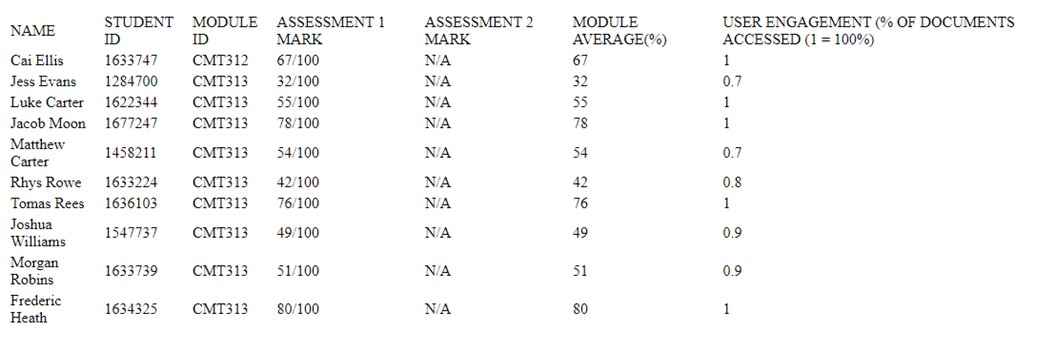 NAME STUDENT ID MODULE ID ASSESSMENT 1 MARK ASSESSMENT 2 MARK MODULE AVERAGE(%) USER ENGAGEMENT (% OF DOCUMENTS ACCESSED (1 = 100%)
Cai Ellis 1633747 CMT312 67/100 N/A 67 1
Jess Evans 1284700 CMT313 32/100 N/A 32 0.7
Luke Carter 1622344 CMT313 55/100 N/A 55 1
Jacob Moon 1677247 CMT313 78/100 N/A 78 1
Matthew Carter 1458211 CMT313 54/100 N/A 54 0.7
Rhys Rowe 1633224 CMT313 42/100 N/A 42 0.8
Tomas Rees 1636103 CMT313 76/100 N/A 76 1
Joshua Williams 1547737 CMT313 49/100 N/A 49 0.9
Morgan Robins 1633739 CMT313 51/100 N/A 51 0.9
Frederic Heath 1634325 CMT313 80/100 N/A 80 1